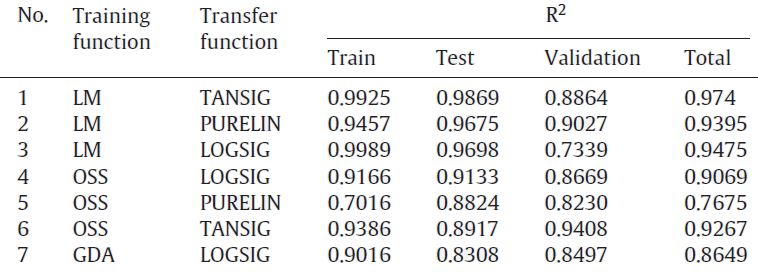 No. Training function Transfer function R²
Train Test Validation Total
1 LM TANSIG 0.9925 0.9869 0.8864 0.974
2 LM PURELIN 0.9457 0.9675 0.9027 0.9395
3 LM LOGSIG 0.9989 0.9698 0.7339 0.9475
4 OSS LOGSIG 0.9166 0.9133 0.8669 0.9069
5 OSS PURELIN 0.7016 0.8824 0.8230 0.7675
6 OSS TANSIG 0.9386 0.8917 0.9408 0.9267
7 GDA LOGSIG 0.9016 0.8308 0.8497 0.8649